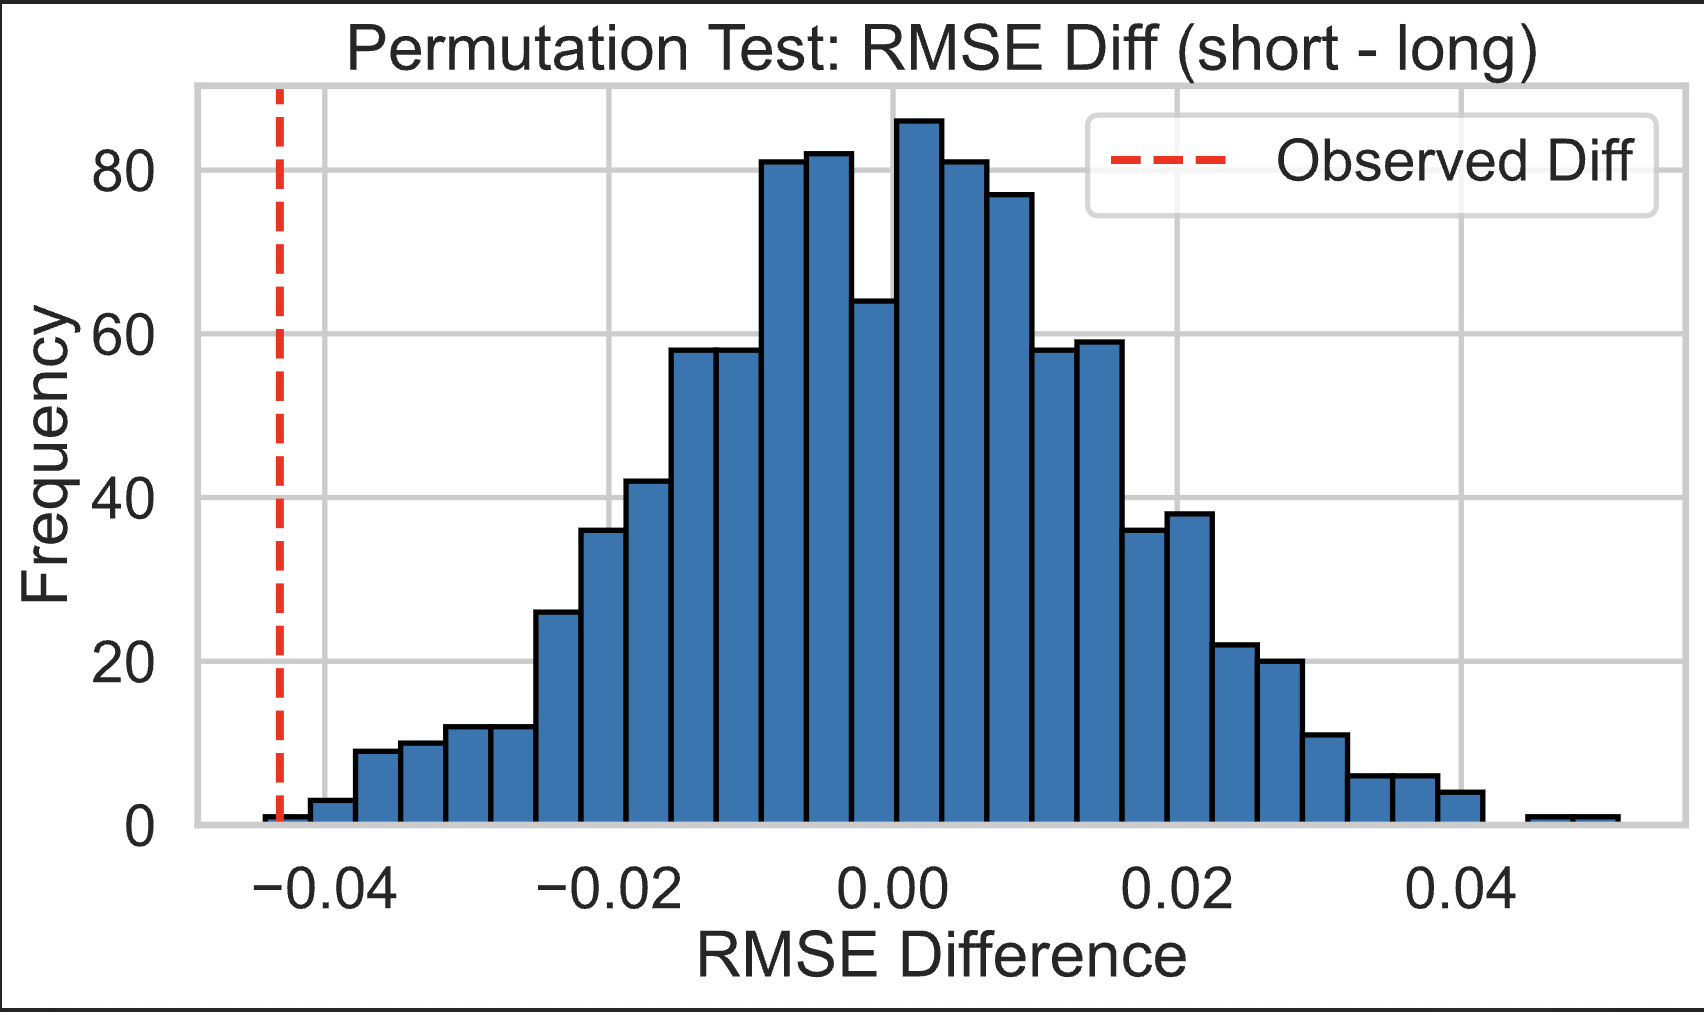 Permutation Test: RMSE Diff (short - long)
Observed Diff
Frequency
80
60
40
20
0
−0.04
−0.02
0.00
0.02
0.04
RMSE Difference